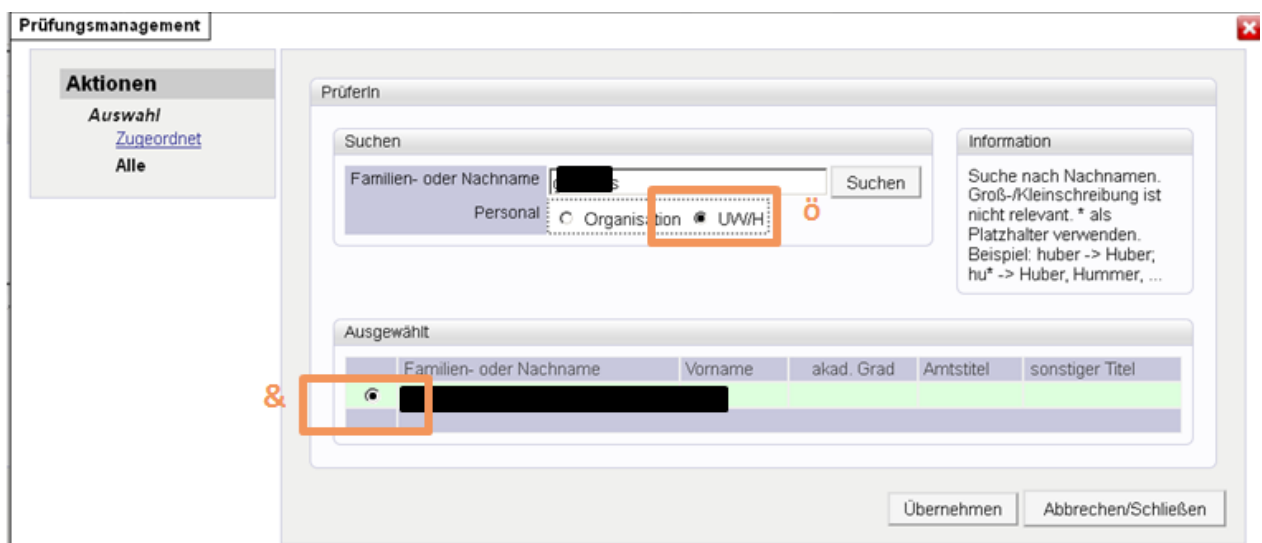 Prüfungsmanagement
Aktionen
Auswahl
Zugeordnet
Alle
PrüferIn
Suchen
Familien- oder Nachname
Suchen
Personal
Organisation
UW/H
ö
Information
Suche nach Nachnamen.
Groß-/Kleinschreibung ist
nicht relevant. * als
Platzhalter verwenden.
Beispiel: huber -> Huber;
hu* -> Huber, Hummer, ...
Ausgewählt
Familien- oder Nachname Vorname akad. Grad Amtstitel sonstiger Titel
&
Übernehmen Abbrechen/Schließen